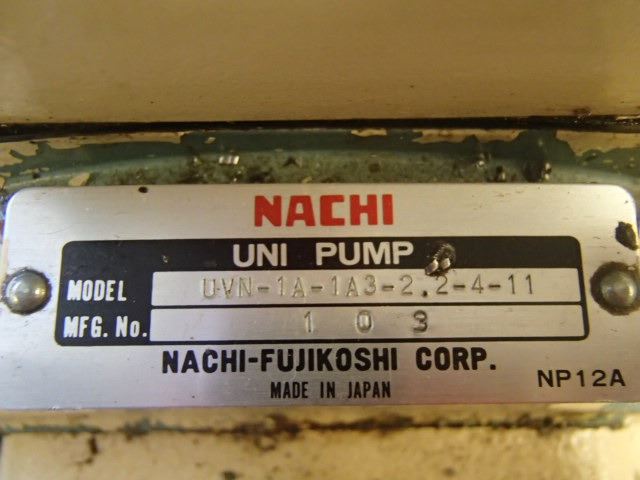 NACHI
UNI PUMP
MODEL UVN-1A-1A3-2.2-4-11
MFG. No. 1 0 3
NACHI-FUJIKOSHI CORP.
MADE IN JAPAN
NP12A